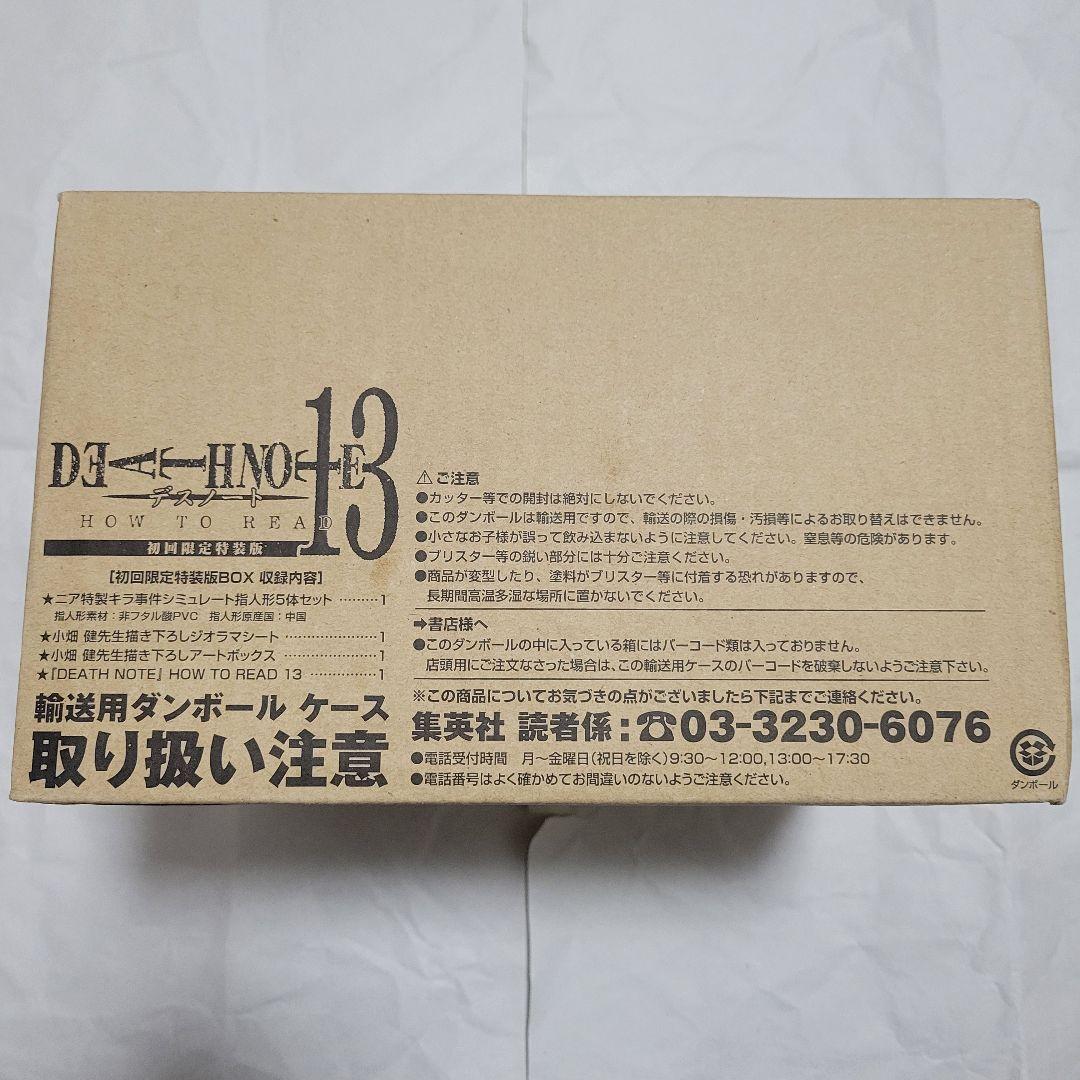 DEATH NOTE 13
デスノート
HOW TO READ
初回限定特装版
【初回限定特装版BOX 収録内容】
★ニア特製キラ事件シミュレート指人形5体セット ………1
指人形素材：非フタル酸PVC 指人形原産国：中国
★小畑 健先生描き下ろしジオラマシート ………………1
★小畑 健先生描き下ろしアートボックス ………………1
★『DEATH NOTE』 HOW TO READ 13 ……………1
輸送用ダンボール ケース
取り扱い注意
⚠ご注意
●カッター等での開封は絶対にしないでください。
●このダンボールは輸送用ですので、輸送の際の損傷・汚損等によるお取り替えはできません。
●小さなお子様が誤って飲み込まないように注意してください。窒息等の危険があります。
●ブリスター等の鋭い部分には十分ご注意ください。
●商品が変型したり、塗料がブリスター等に付着する恐れがありますので、
長期間高温多湿な場所に置かないでください。
➡書店様へ
●このダンボールの中に入っている箱にはバーコード類は入っておりません。
店頭用にご注文なさった場合は、この輸送用ケースのバーコードを破棄しないようご注意下さい。
※この商品についてお気づきの点がございましたら下記までご連絡ください。
集英社 読者係：☎03-3230-6076
●電話受付時間 月〜金曜日(祝日を除く)9:30〜12:00,13:00〜17:30
●電話番号はよく確かめてお間違いのないようご注意ください。
ダンボール